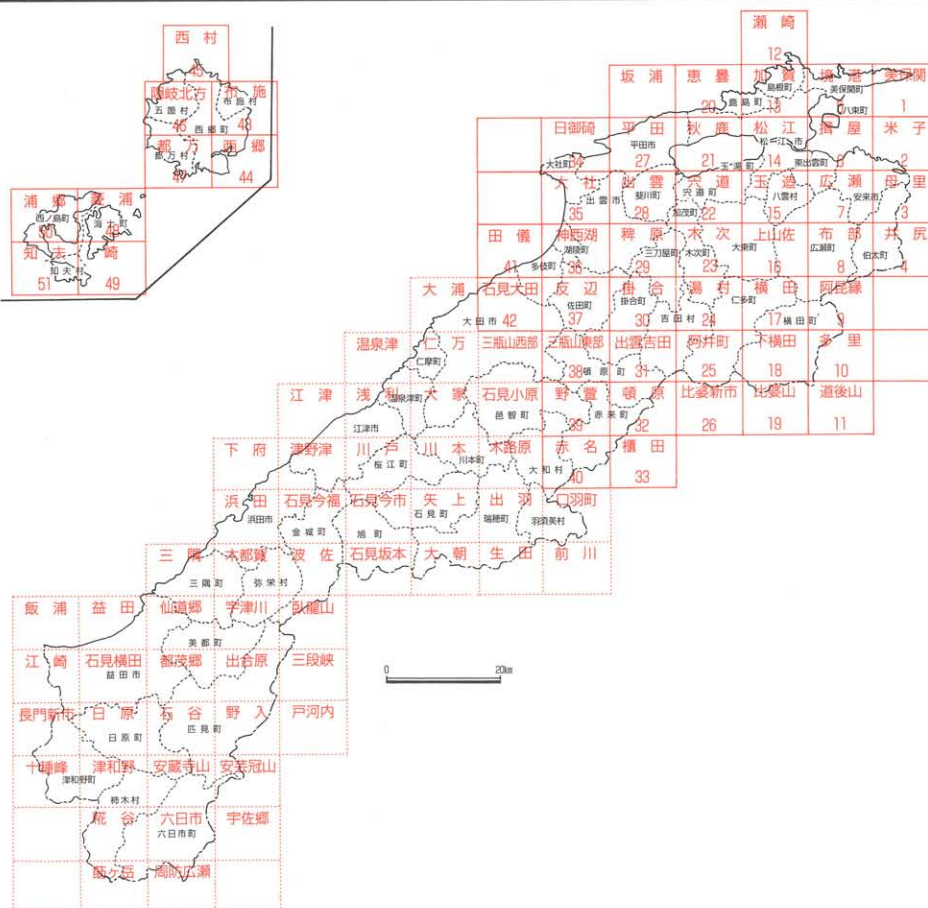 瀬崎
12
西村
45
坂浦 恵曇 加賀 境港 美保関
島根町
鹿島町
美保関町
八束町
20 13 1
隠岐北方 布施
五箇村 布施村
46 48
西郷町
都万 西郷
都万村
47 44
日御碕 平田 秋鹿 松江 揖屋 米子
平田市
松江市
大社町
玉湯町
東出雲町
34 27 21 14 6 2
大社 出雲 宍道 玉造 広瀬 母里
出雲市 斐川町 宍道町 八雲村 安来市
加茂町
35 28 22 15 7 3
浦郷
西ノ島町 海士町
50
知夫 崎
知夫村
51 49
田儀 神西湖 稗原 木次 上山佐 布部 井尻
湖陵町 三刀屋町 木次町 大東町 広瀬町 伯太町
多伎町
41 36 29 23 16 8 4
大浦 石見大田 反辺 掛合 湯村 横田 阿毘縁
大田市
佐田町 掛合町 吉田村 仁多町 横田町
42 37 30 24 17 9
温泉津 仁万 三瓶山西部 三瓶山東部 出雲吉田 阿井町 下横田 多里
仁摩町
頓原町
38 31 25 18 10
江津 浅利 大家 石見小原 野萱 頓原 比婆新市 比婆山 道後山
温泉津町
邑智町
赤来町
江津市
39 32 26 19 11
下府 津野津 川戸 川本 木路原 赤名 櫃田
桜江町 川本町 大和村
40 33
浜田 石見今福 石見今市 矢上 出羽 口羽町
浜田市 金城町 旭町 石見町 瑞穂町 羽須美村
三隅 木都賀 波佐 石見坂本 大朝 生田 前川
三隅町 弥栄村
飯浦 益田 仙道郷 宇津川 臥龍山
美都町
江崎 石見横田 都茂郷 出合原 三段峡
益田市
0 20km
長門新市 日原 石谷 野入 戸河内
日原町 匹見町
十種峰 津和野 安蔵寺山 安芸冠山
津和野町
柿木村
椛谷 六日市 宇佐郷
六日市町
周防広瀬